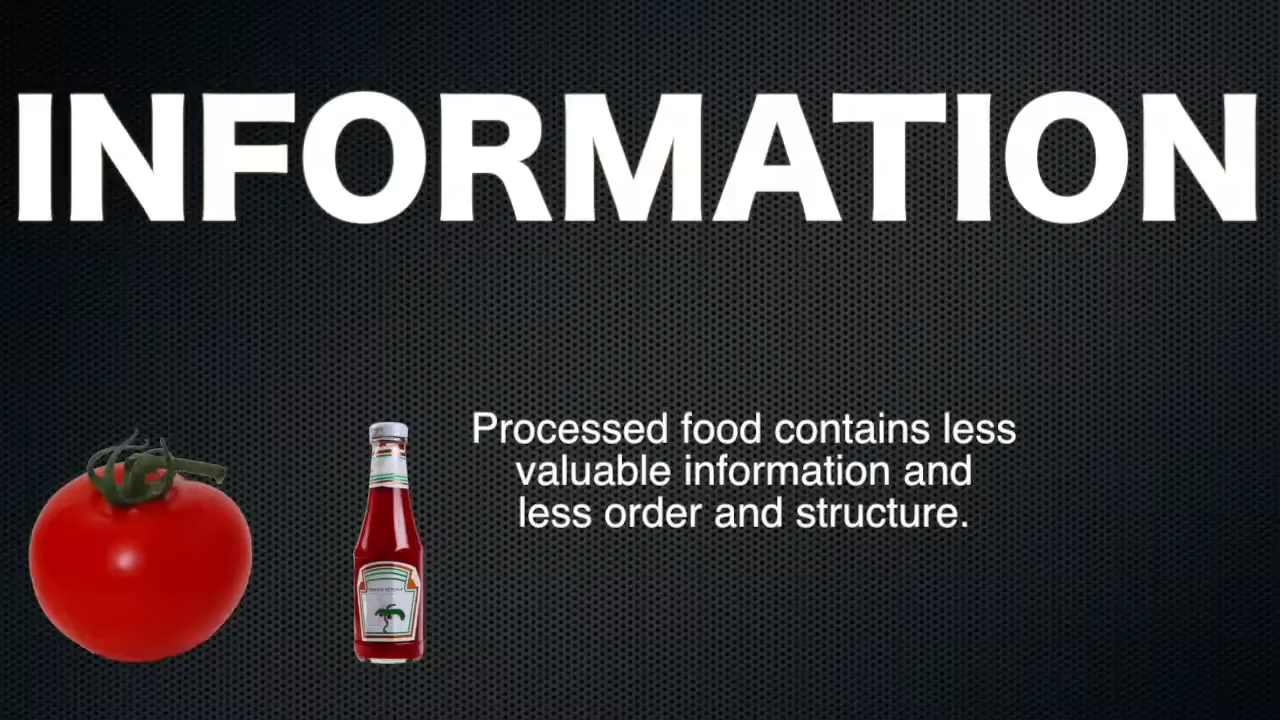 INFORMATION
Processed food contains less
valuable information and
less order and structure.